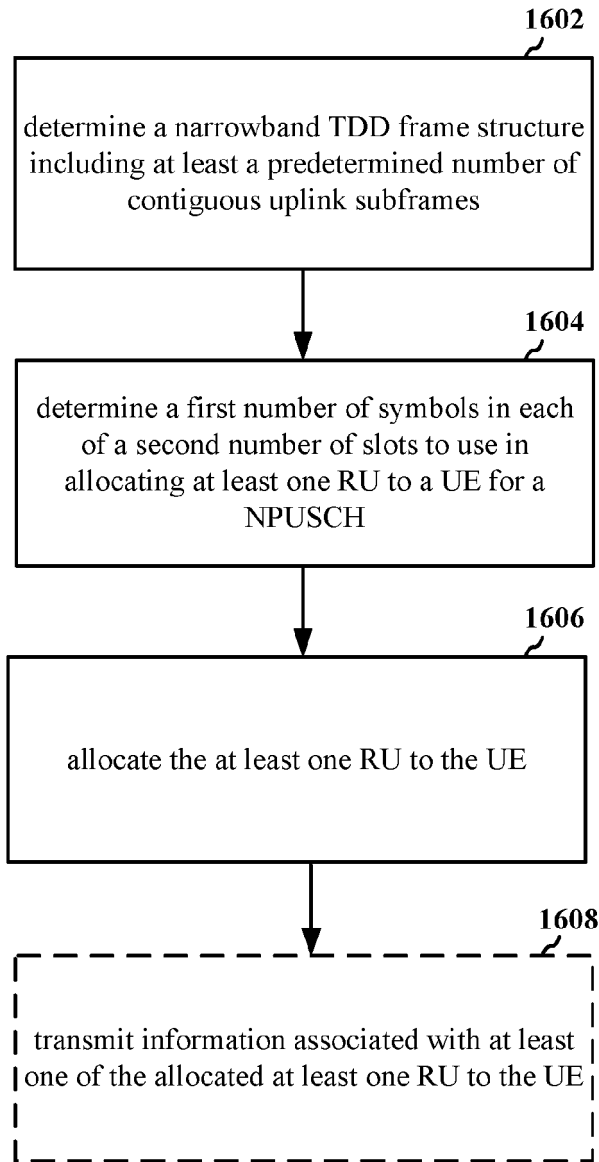 1602
determine a narrowband TDD frame structure
including at least a predetermined number of
contiguous uplink subframes
1604
determine a first number of symbols in each
of a second number of slots to use in
allocating at least one RU to a UE for a
NPUSCH
1606
allocate the at least one RU to the UE
1608
transmit information associated with at least
one of the allocated at least one RU to the UE